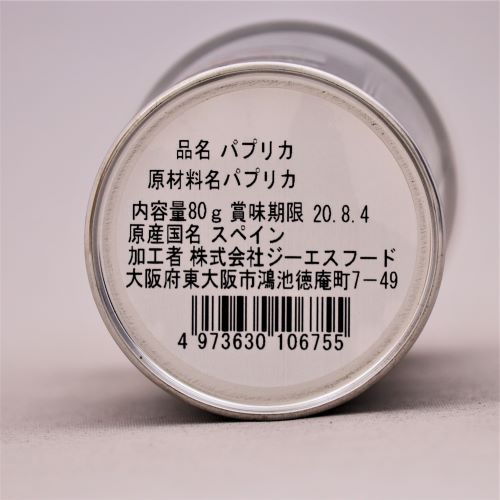 品名 パプリカ
原材料名パプリカ
内容量80g 賞味期限 20.8.4
原産国名 スペイン
加工者 株式会社ジーエスフード
大阪府東大阪市鴻池徳庵町7-49
4 973630 106755